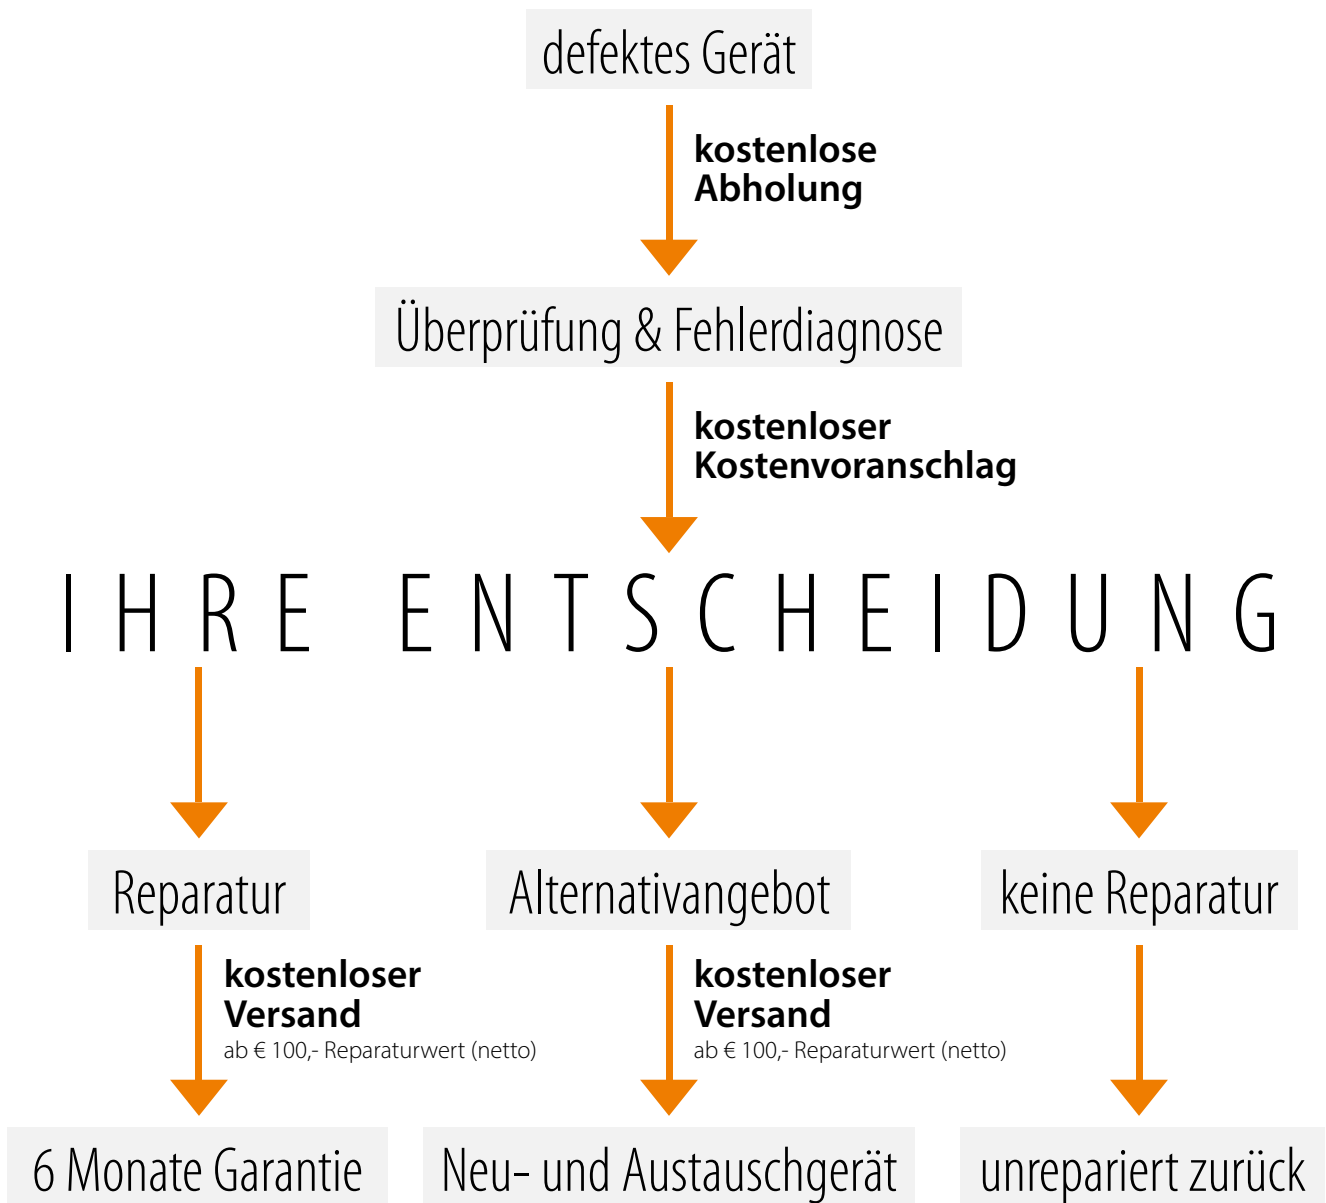 defektes Gerät
kostenlose
Abholung
Überprüfung & Fehlerdiagnose
kostenloser
Kostenvoranschlag
IHRE ENTSCHEIDUNG
Reparatur
Alternativangebot
keine Reparatur
kostenloser
Versand
ab € 100,- Reparaturwert (netto)
kostenloser
Versand
ab € 100,- Reparaturwert (netto)
6 Monate Garantie
Neu- und Austauschgerät
unrepariert zurück